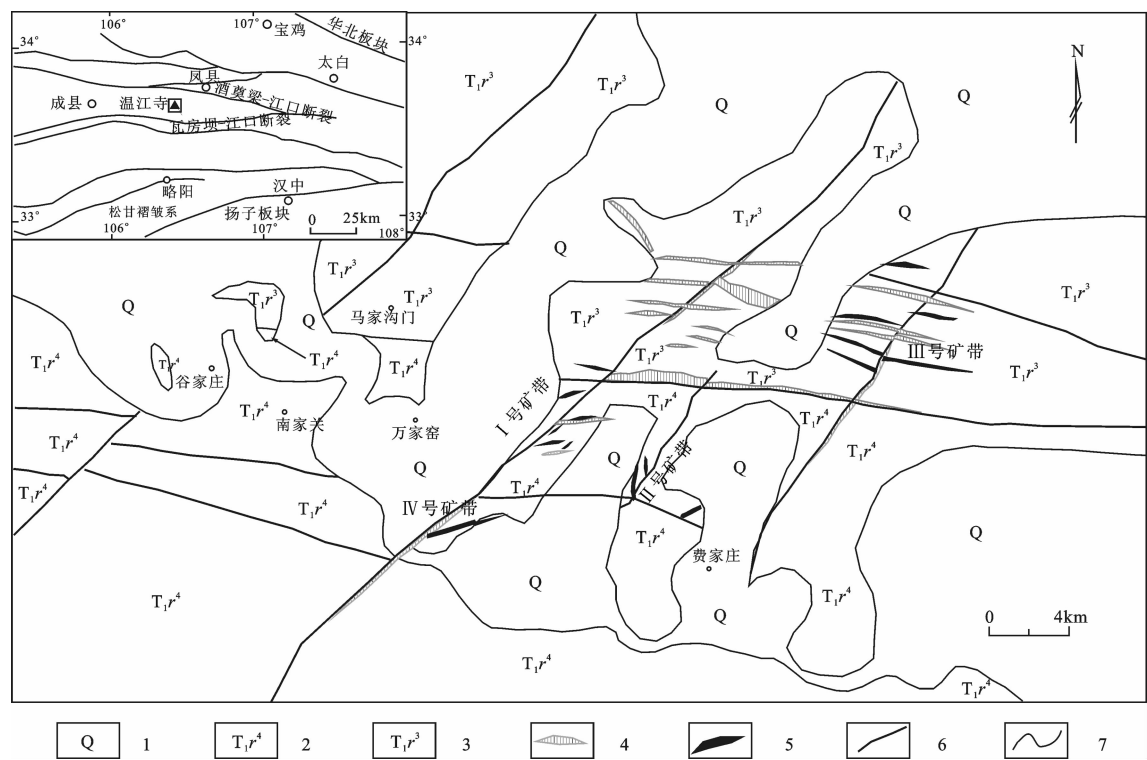 106°
107°
宝鸡
华北板块
34°
34°
太白
凤县
成县
温江寺
酒奠梁-江口断裂
瓦房坝-江口断裂
汉中
略阳
33°
33°
松甘褶皱系
扬子板块
0 25km
106°
107°
108°
N
T₁r³
T₁r³
Q
Q
T₁r³
T₁r³
Q
Q
T₁r³
T₁r³
T₁r³
Q
T₁r³
Q
T₁r³
马家沟门
T₁r³
Q
T₁r⁴
T₁r³
III号矿带
T₁r⁴
T₁r⁴
T₁r⁴
T₁r³
T₁r³
谷家庄
I号矿带
T₁r⁴
T₁r⁴
T₁r⁴
南家关
万家窑
T₁r⁴
T₁r⁴
Q
Q
Q
II号矿带
T₁r⁴
T₁r⁴
T₁r⁴
IV号矿带
Q
T₁r⁴
费家庄
Q
T₁r⁴
T₁r⁴
Q
0 4km
T₁r⁴
T₁r⁴
Q 1
T₁r⁴ 2
T₁r³ 3
4
5
6
7